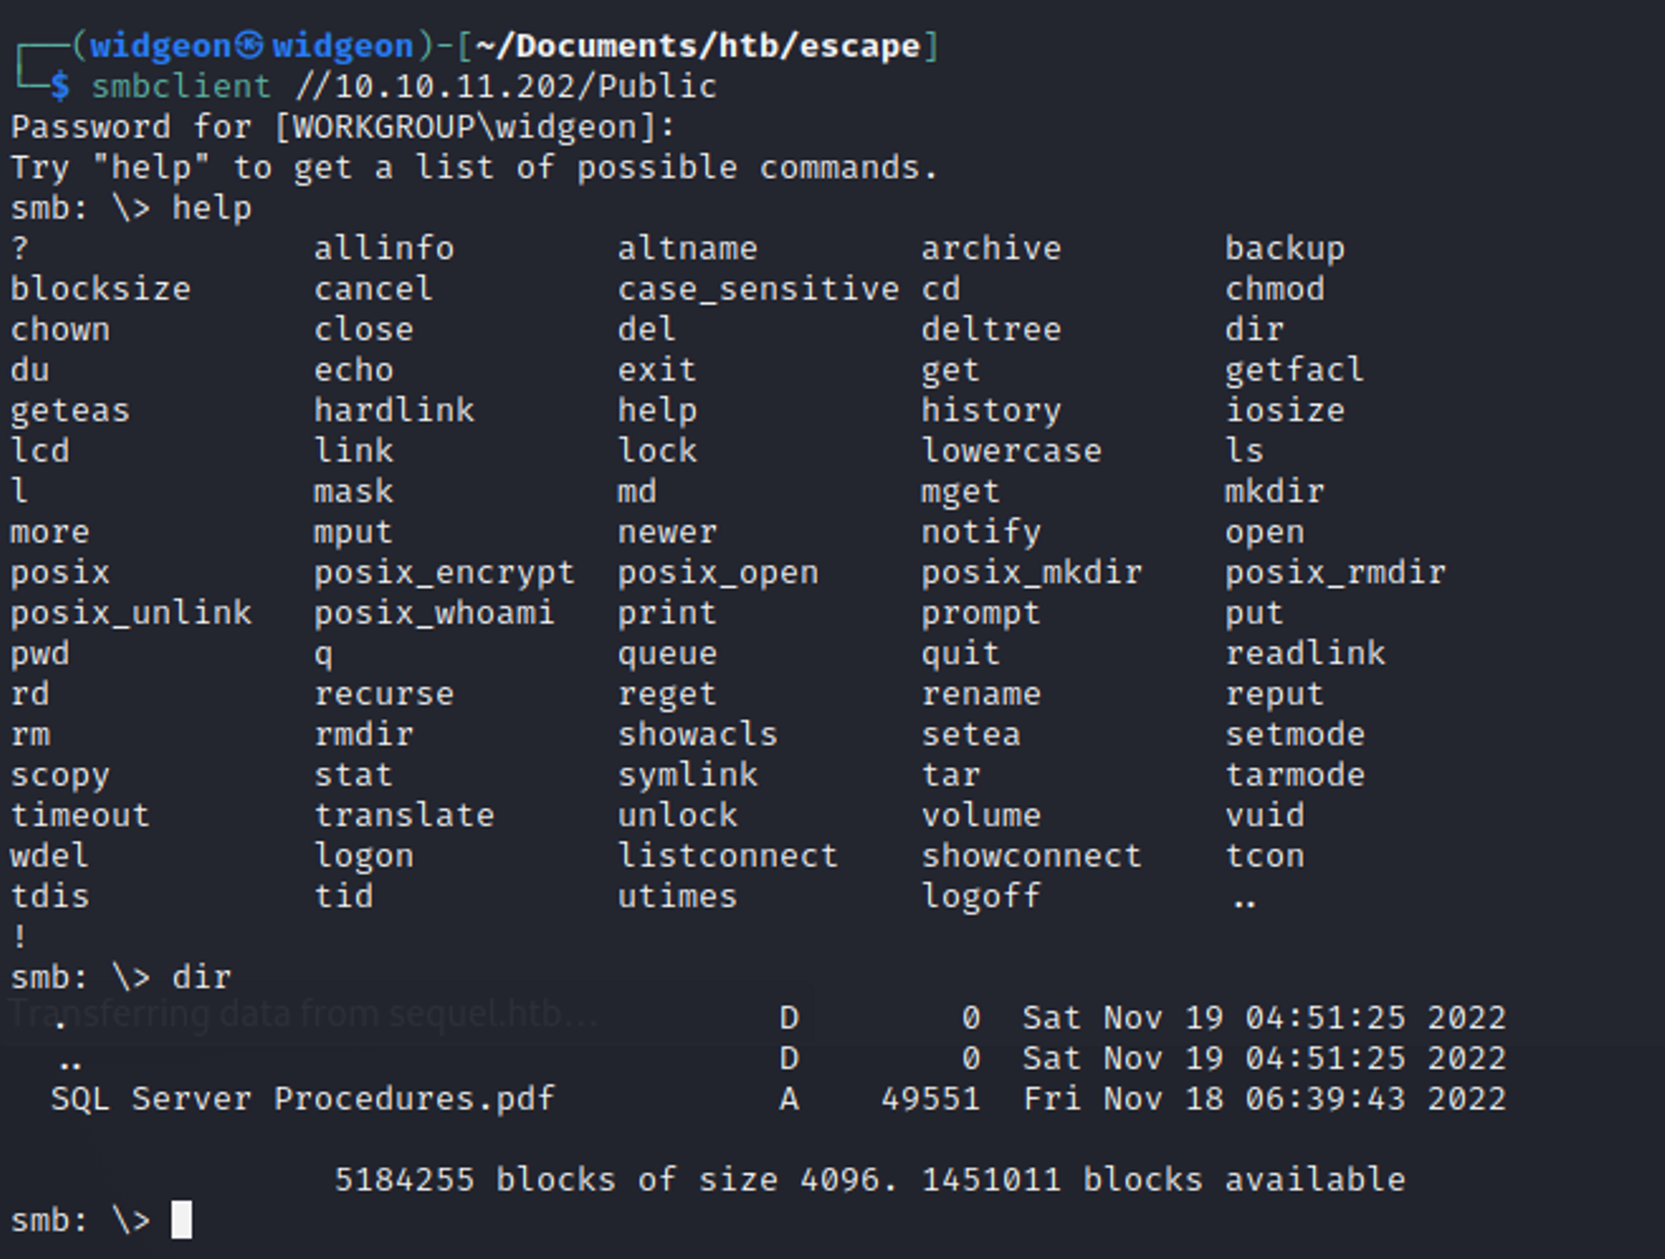 (widgeon㉿widgeon)-[~/Documents/htb/escape]
$ smbclient //10.10.11.202/Public
Password for [WORKGROUP\widgeon]:
Try "help" to get a list of possible commands.
smb: \> help
? allinfo altname archive backup
blocksize cancel case_sensitive cd chmod
chown close del deltree dir
du echo exit get getfacl
geteas hardlink help history iosize
lcd link lock lowercase ls
l mask md mget mkdir
more mput newer notify open
posix posix_encrypt posix_open posix_mkdir posix_rmdir
posix_unlink posix_whoami print prompt put
pwd q queue quit readlink
rd recurse reget rename reput
rm rmdir showacls setea setmode
scopy stat symlink tar tarmode
timeout translate unlock volume vuid
wdel logon listconnect showconnect tcon
tdis tid utimes logoff ..
!
smb: \> dir
Transferring data from sequel.htb...
. D 0 Sat Nov 19 04:51:25 2022
.. D 0 Sat Nov 19 04:51:25 2022
SQL Server Procedures.pdf A 49551 Fri Nov 18 06:39:43 2022
5184255 blocks of size 4096. 1451011 blocks available
smb: \>